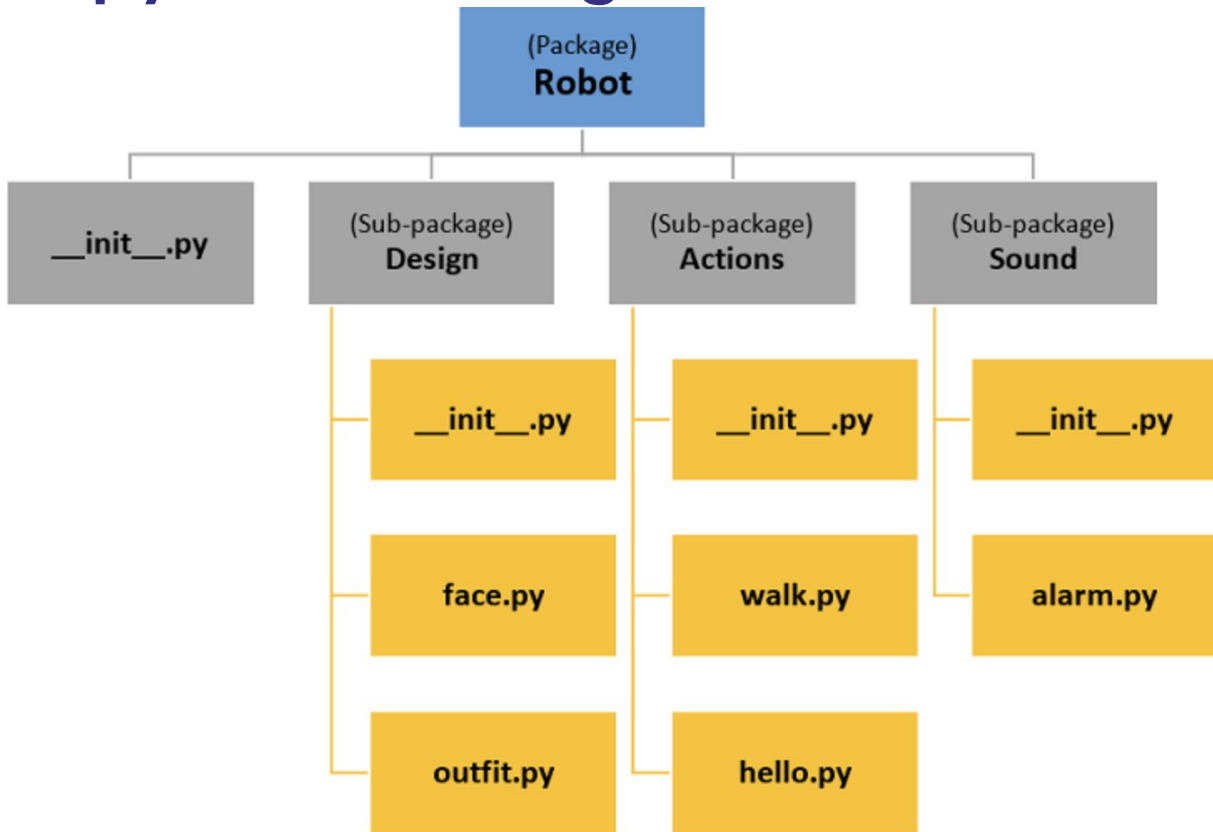 (Package)
Robot
__init__.py
(Sub-package)
Design
(Sub-package)
Actions
(Sub-package)
Sound
__init__.py
__init__.py
__init__.py
face.py
walk.py
alarm.py
outfit.py
hello.py